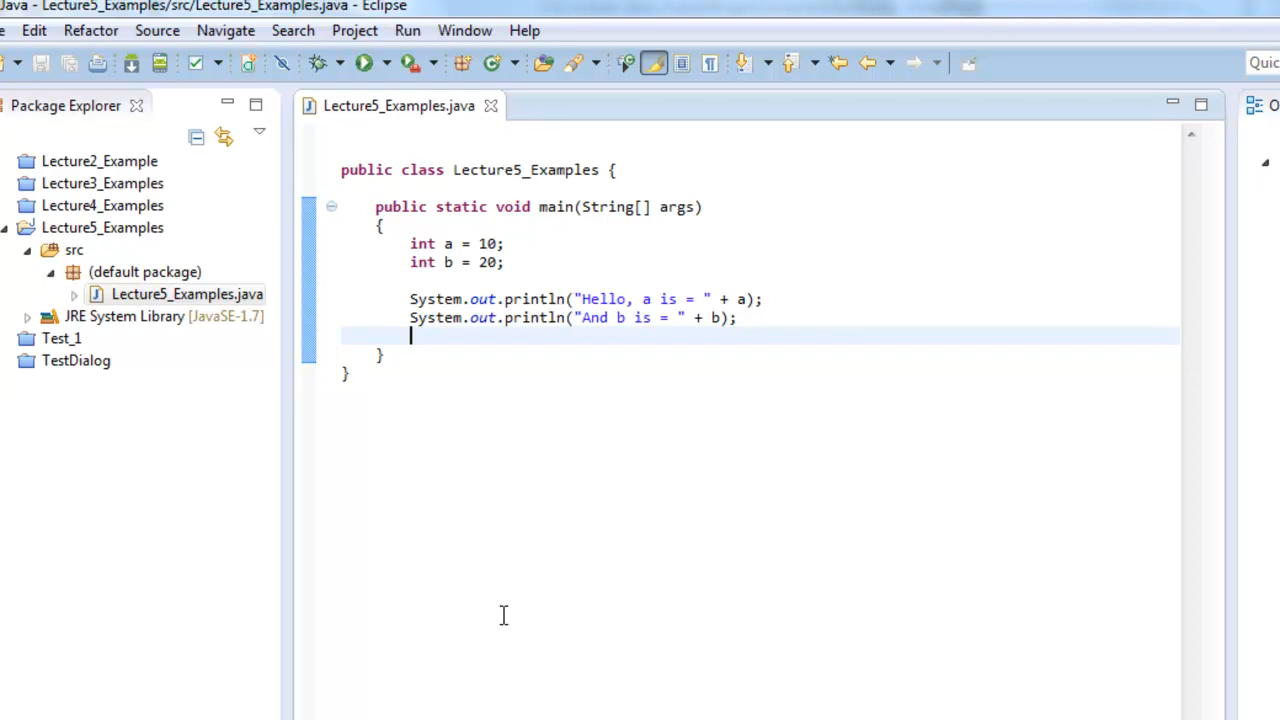 Java - Lecture5_Examples/src/Lecture5_Examples.java - Eclipse
Edit Refactor Source Navigate Search Project Run Window Help
Quic
Package Explorer
Lecture5_Examples.java
O
Lecture2_Example
Lecture3_Examples
Lecture4_Examples
Lecture5_Examples
src
(default package)
Lecture5_Examples.java
JRE System Library [JavaSE-1.7]
Test_1
TestDialog
public class Lecture5_Examples {
public static void main(String[] args)
{
int a = 10;
int b = 20;
System.out.println("Hello, a is = " + a);
System.out.println("And b is = " + b);
}
}